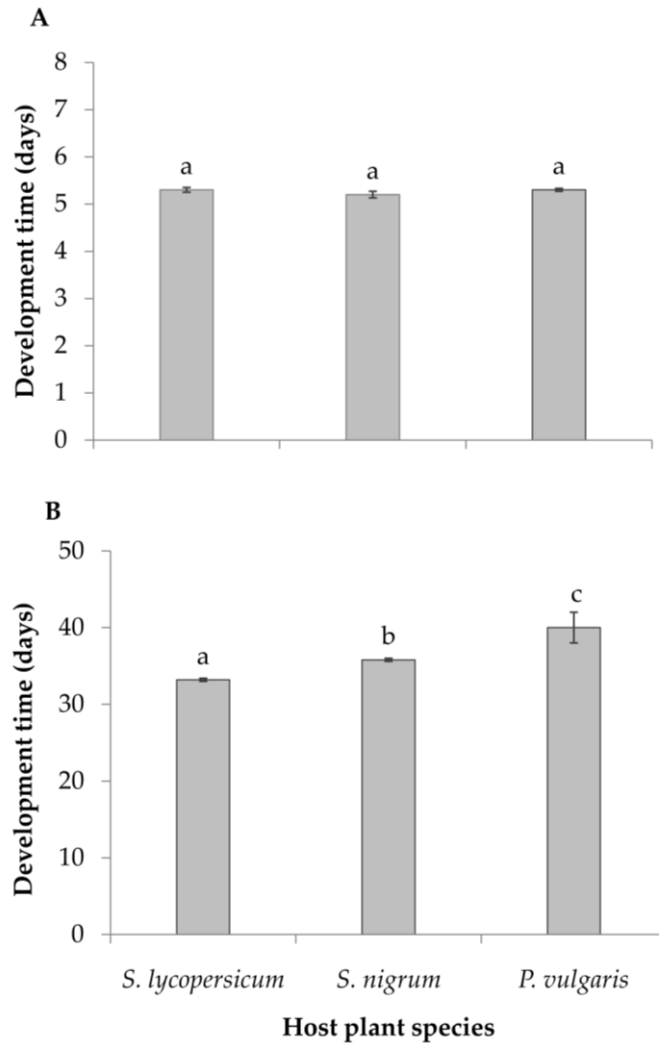 A
Development time (days)
8
7
6
5
4
3
2
1
0
a
a
a
B
Development time (days)
50
40
30
20
10
0
a
b
c
S. lycopersicum S. nigrum P. vulgaris
Host plant species